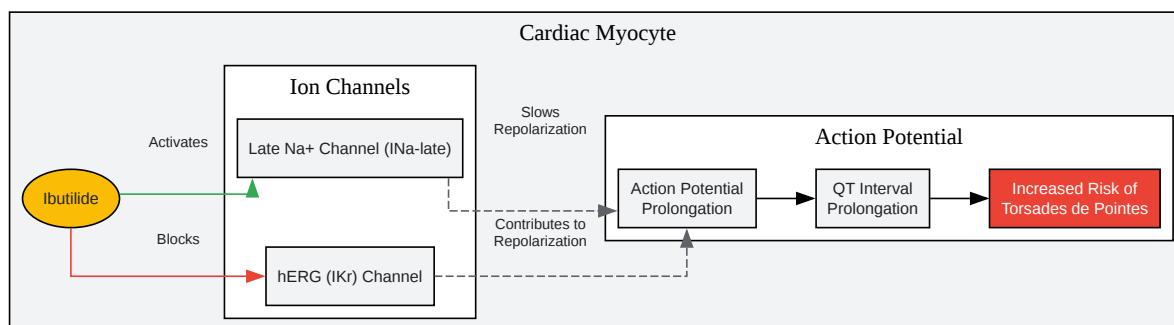 Cardiac Myocyte
Ion Channels
Slows
Repolarization
Activates
Late Na+ Channel (INa-late)
Action Potential
Ibutilide
Action Potential
Prolongation
QT Interval
Prolongation
Increased Risk of
Torsades de Pointes
Blocks
Contributes to
Repolarization
hERG (IKr) Channel